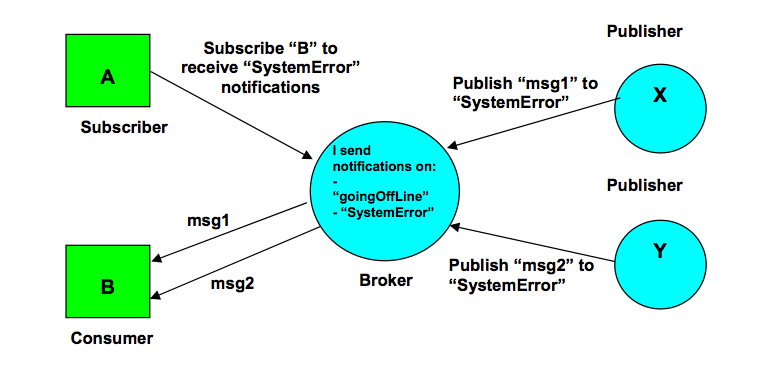 Publisher
Subscribe “B” to
receive “SystemError”
notifications
A
Subscriber
Publish “msg1” to
“SystemError”
X
I send
notifications on:
-
“goingOffLine”
- “SystemError”
Broker
Publisher
msg1
msg2
B
Consumer
Publish “msg2” to
“SystemError”
Y